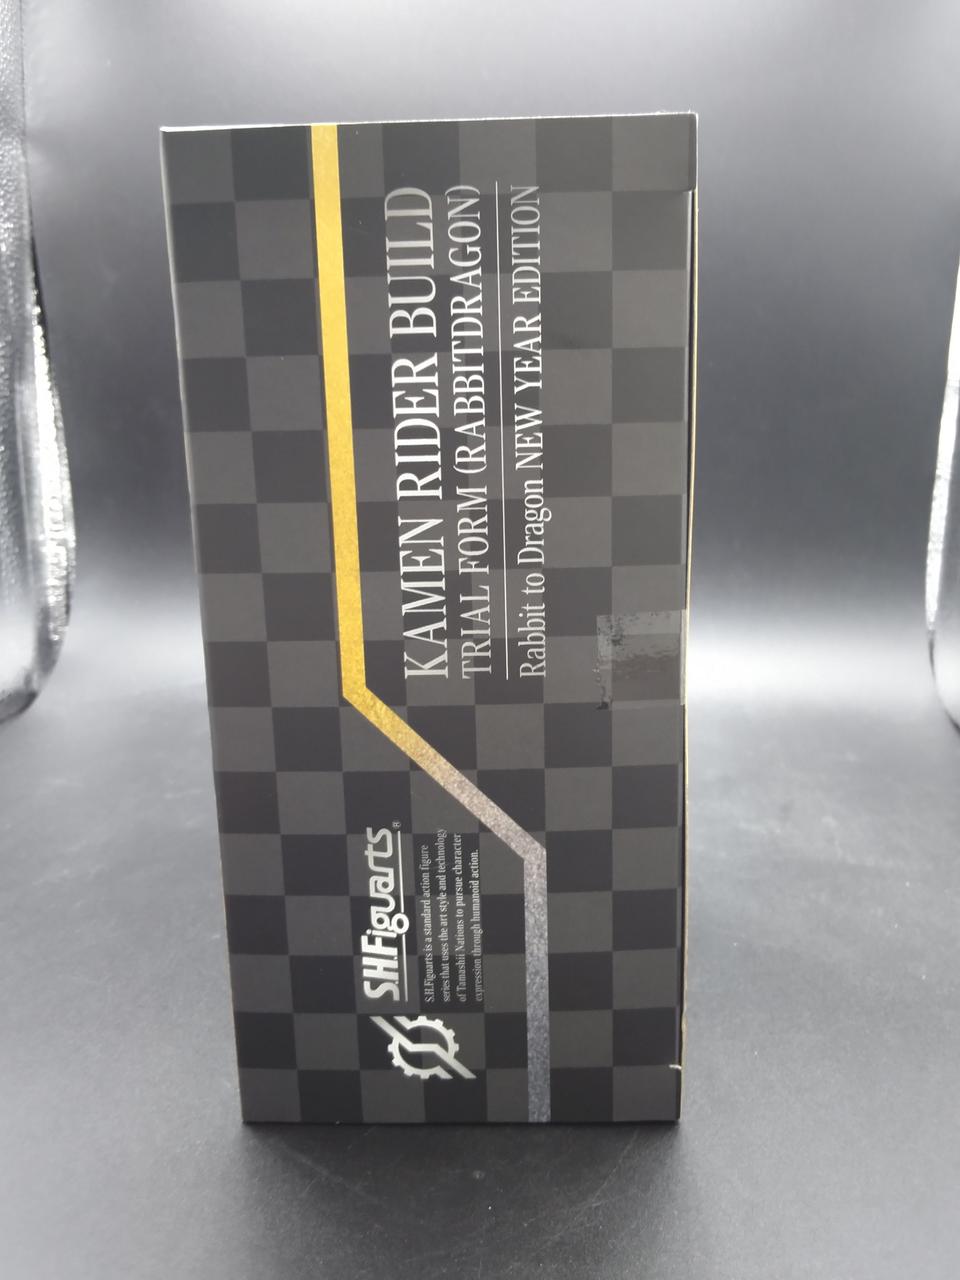 KAMEN RIDER BUILD
TRIAL FORM (RABBITDRAGON)
Rabbit to Dragon NEW YEAR EDITION
S.H.Figuarts®
S.H.Figuarts is a standard action figure
series that uses the art style and technology
of Tamashii Nations to pursue character
expression through humanoid action.